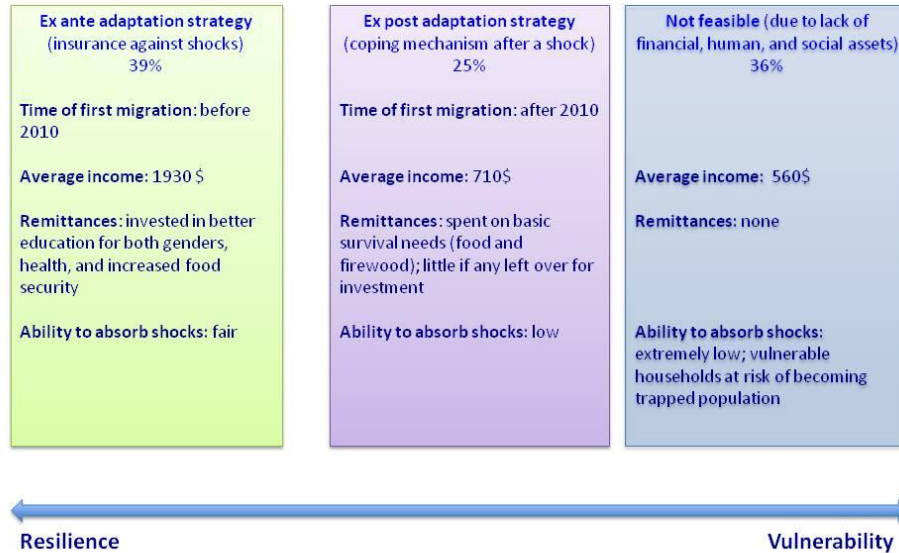 Ex ante adaptation strategy
(insurance against shocks)
39%
Time of first migration: before
2010
Average income: 1930 $
Remittances: invested in better
education for both genders,
health, and increased food
security
Ability to absorb shocks: fair
Ex post adaptation strategy
(coping mechanism after a shock)
25%
Time of first migration: after 2010
Average income: 710$
Remittances: spent on basic
survival needs (food and
firewood); little if any left over for
investment
Ability to absorb shocks: low
Not feasible (due to lack of
financial, human, and social assets)
36%
Average income: 560$
Remittances: none
Ability to absorb shocks:
extremely low; vulnerable
households at risk of becoming
trapped population
Resilience
Vulnerability